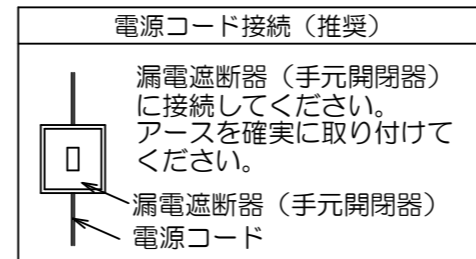 電源コード接続（推奨）
漏電遮断器（手元開閉器）
に接続してください。
アースを確実に取り付けて
ください。
漏電遮断器（手元開閉器）
電源コード